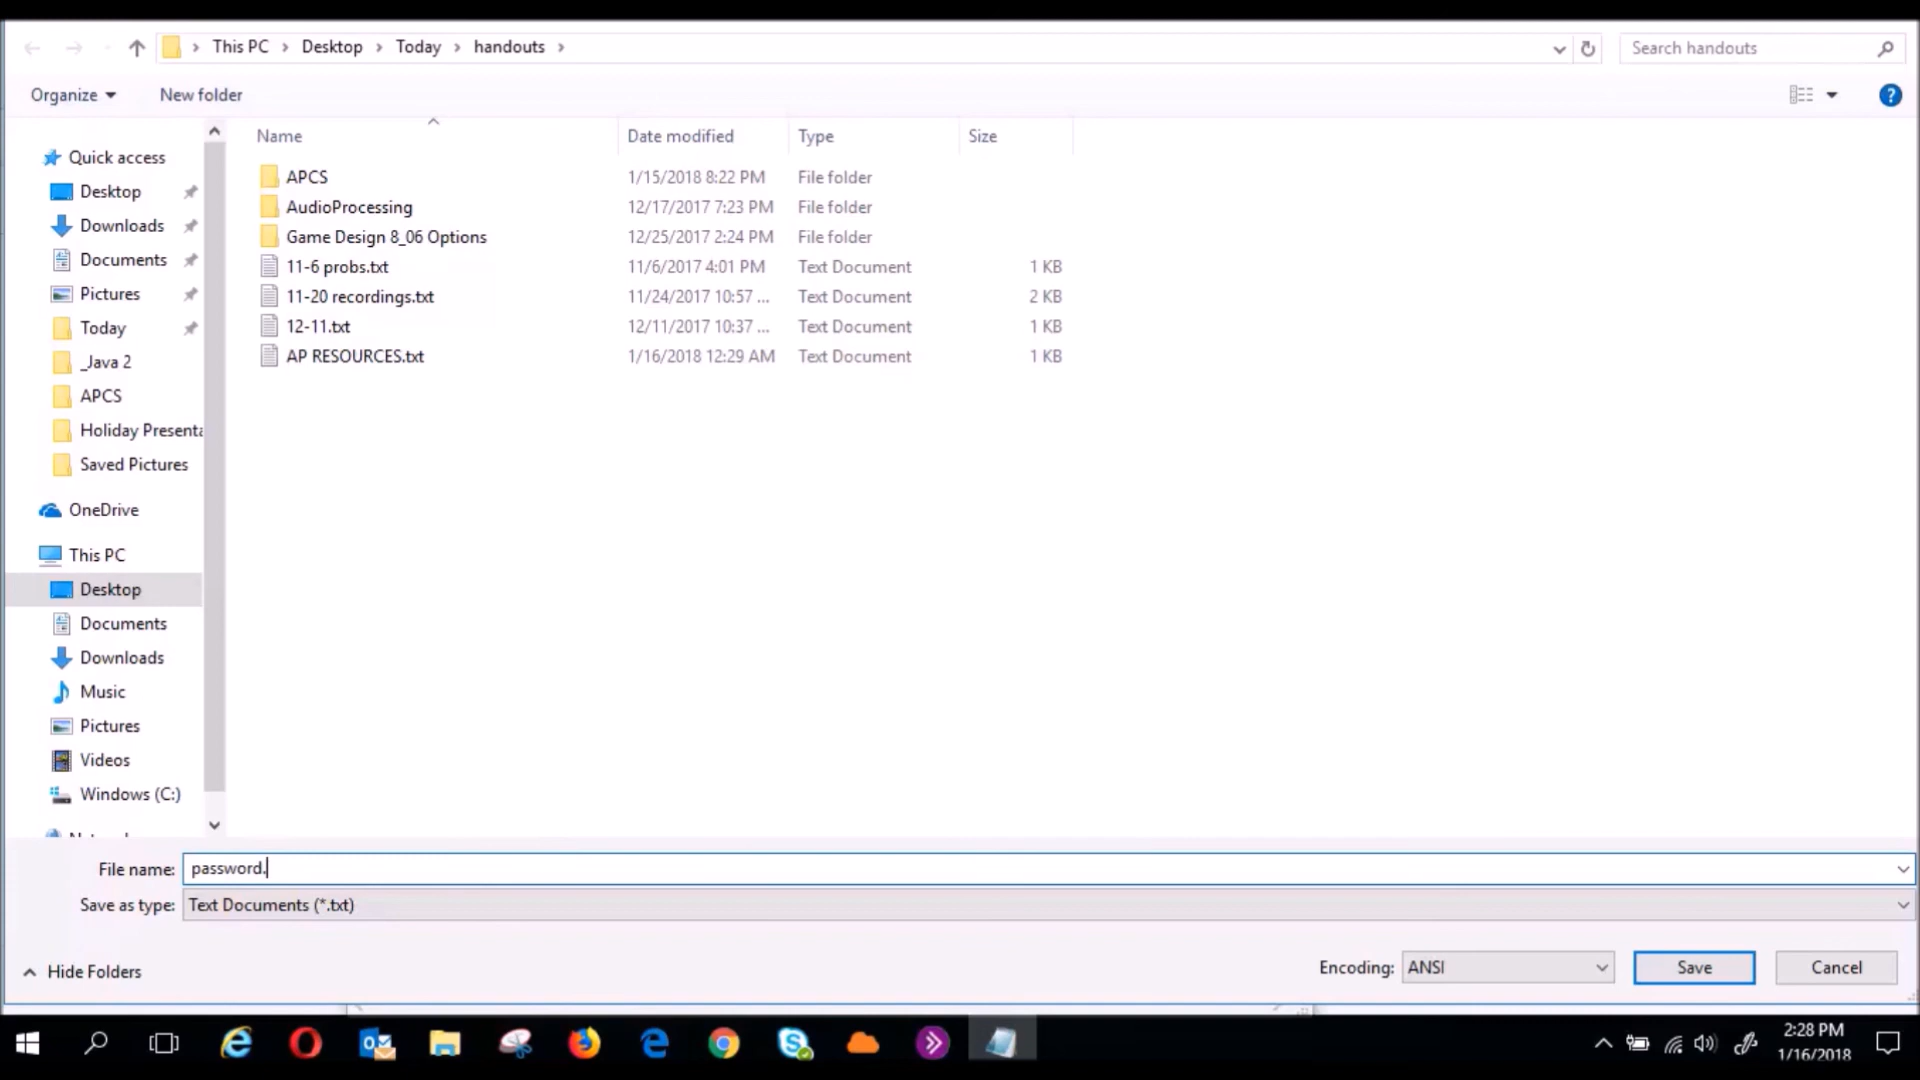 This PC > Desktop > Today > handouts >
Search handouts
Organize
New folder
Name
Date modified
Type
Size
Quick access
Desktop
Downloads
Documents
Pictures
Today
_Java 2
APCS
Holiday Present
Saved Pictures
OneDrive
This PC
Desktop
Documents
Downloads
Music
Pictures
Videos
Windows (C:)
APCS 1/15/2018 8:22 PM File folder
AudioProcessing 12/17/2017 7:23 PM File folder
Game Design 8_06 Options 12/25/2017 2:24 PM File folder
11-6 probs.txt 11/6/2017 4:01 PM Text Document 1 KB
11-20 recordings.txt 11/24/2017 10:57 ... Text Document 2 KB
12-11.txt 12/11/2017 10:37 ... Text Document 1 KB
AP RESOURCES.txt 1/16/2018 12:29 AM Text Document 1 KB
File name: password.
Save as type: Text Documents (*.txt)
Hide Folders
Encoding: ANSI
Save
Cancel
2:28 PM
1/16/2018